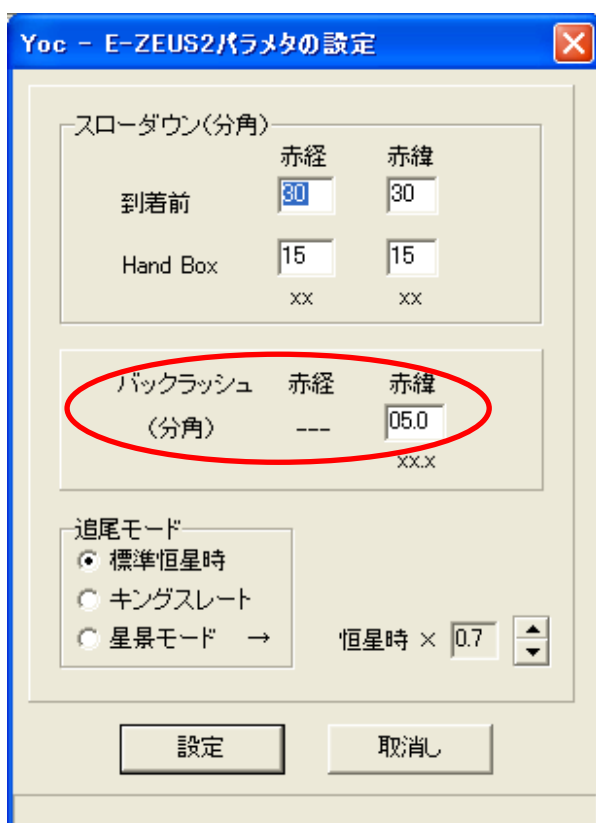 Yoc - E-ZEUS2パラメタの設定
スローダウン(分角)
赤経 赤緯
到着前 30 30
Hand Box 15 15
xx xx
バックラッシュ 赤経 赤緯
(分角) --- 05.0
xx.x
追尾モード
標準恒星時
キングスレート
星景モード → 恒星時 × 0.7
設定 取消し